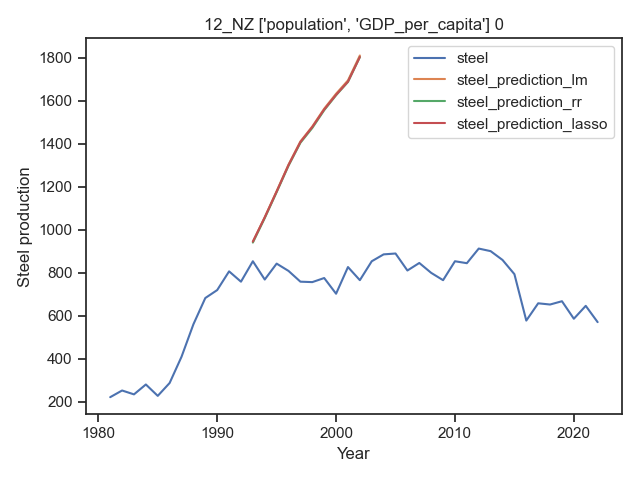 12_NZ ['population', 'GDP_per_capita'] 0
steel
steel_prediction_lm
steel_prediction_rr
steel_prediction_lasso
Steel production
1800
1600
1400
1200
1000
800
600
400
200
1980
1990
2000
2010
2020
Year